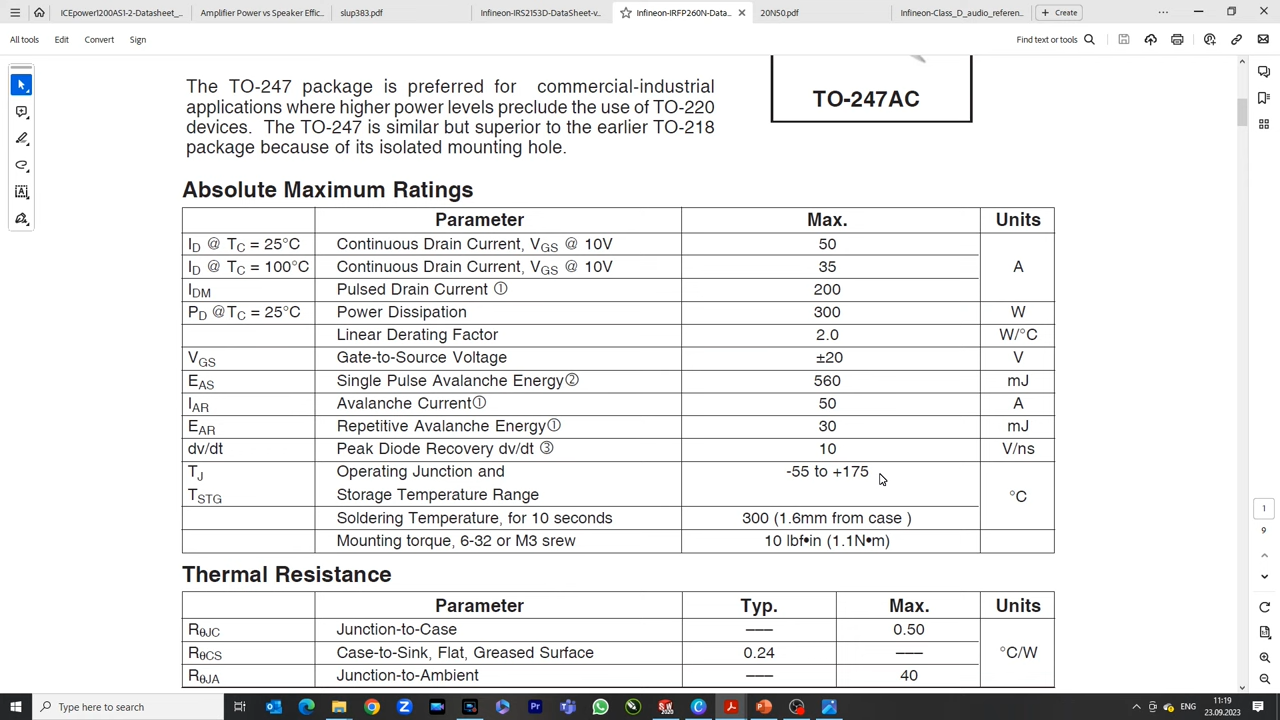 ICEpower1200AS1-2-Datasheet_...
Amplifier Power vs Speaker Effic...
slup383.pdf
Infineon-IRS2153D-DataSheet-v...
Infineon-IRFP260N-Data...
20N50.pdf
Infineon-Class_D_audio_referen...
Create
All tools
Edit
Convert
Sign
Find text or tools
The TO-247 package is preferred for commercial-industrial
applications where higher power levels preclude the use of TO-220
devices. The TO-247 is similar but superior to the earlier TO-218
package because of its isolated mounting hole.
TO-247AC
Absolute Maximum Ratings
Parameter Max. Units
ID @ TC = 25°C Continuous Drain Current, VGS @ 10V 50
ID @ TC = 100°C Continuous Drain Current, VGS @ 10V 35 A
IDM Pulsed Drain Current ① 200
PD @TC = 25°C Power Dissipation 300 W
Linear Derating Factor 2.0 W/°C
VGS Gate-to-Source Voltage ±20 V
EAS Single Pulse Avalanche Energy② 560 mJ
IAR Avalanche Current① 50 A
EAR Repetitive Avalanche Energy① 30 mJ
dv/dt Peak Diode Recovery dv/dt ③ 10 V/ns
TJ Operating Junction and -55 to +175
TSTG Storage Temperature Range °C
Soldering Temperature, for 10 seconds 300 (1.6mm from case )
Mounting torque, 6-32 or M3 srew 10 lbf•in (1.1N•m)
Thermal Resistance
Parameter Typ. Max. Units
RθJC Junction-to-Case ––– 0.50
RθCS Case-to-Sink, Flat, Greased Surface 0.24 ––– °C/W
RθJA Junction-to-Ambient ––– 40
1
9
Type here to search
ENG
11:19
23.09.2023